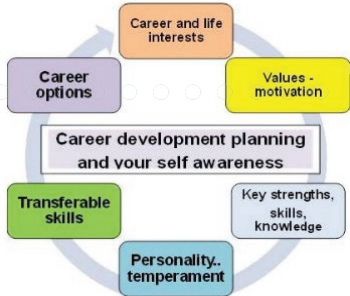 Career and life
interests
Career
options
Values -
motivation
Career development planning
and your self awareness
Transferable
skills
Key strengths,
skills,
knowledge
Personality..
temperament